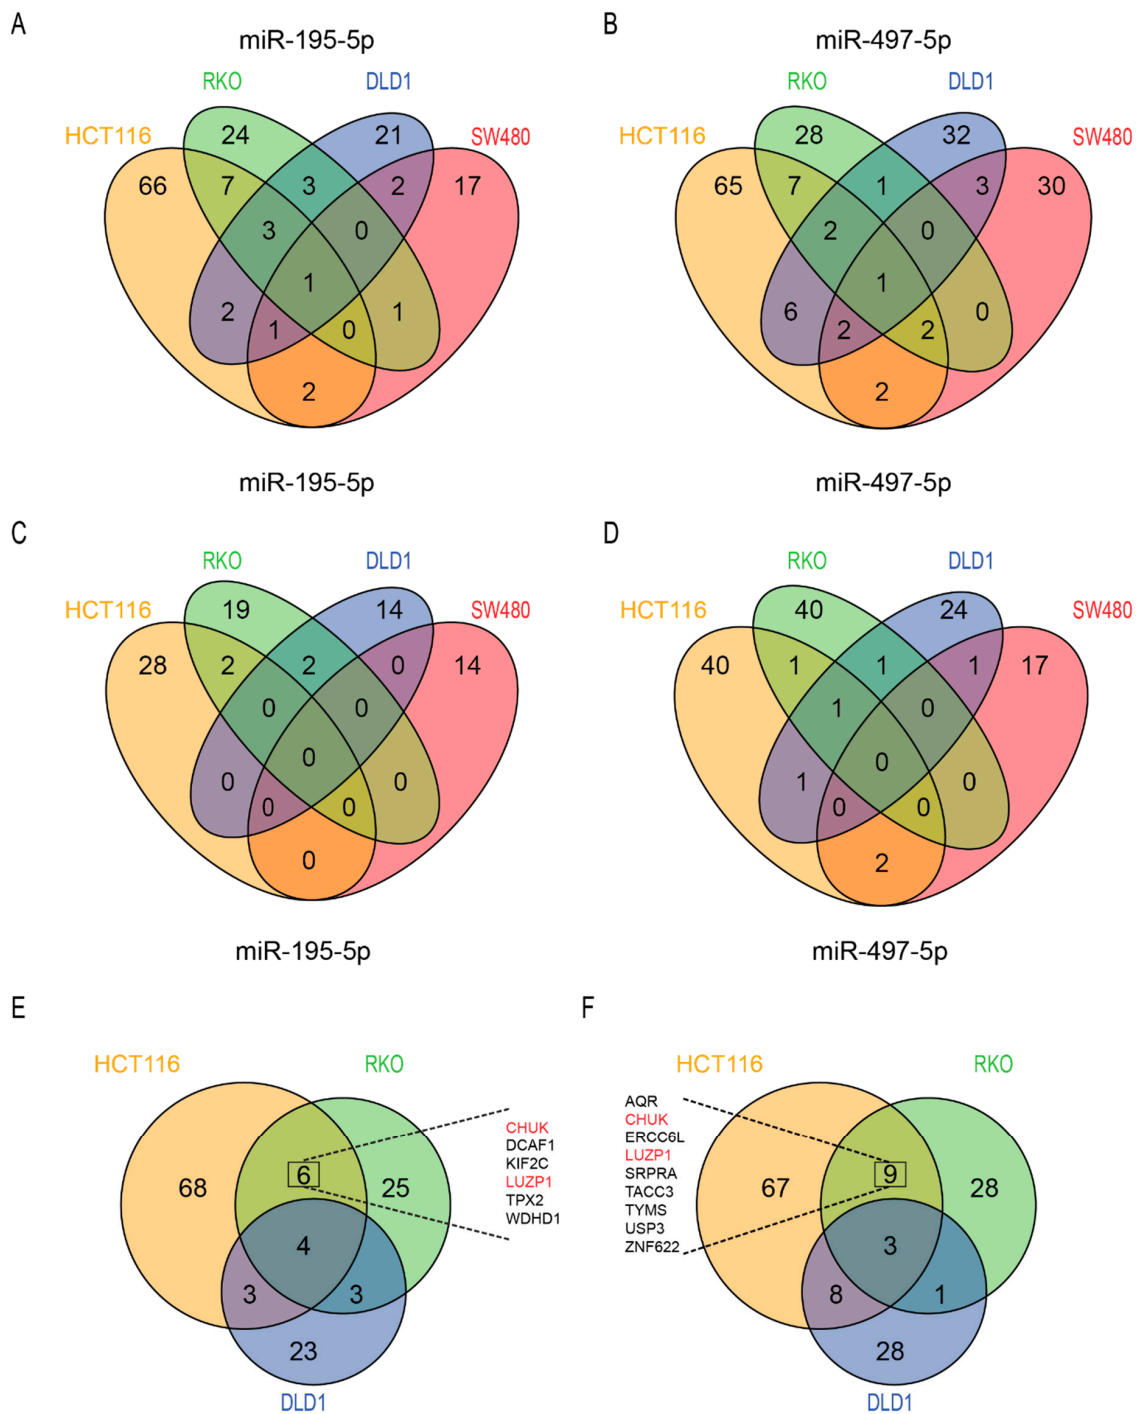 A
B
miR-195-5p
miR-497-5p
RKO
DLD1
RKO
DLD1
HCT116
SW480
HCT116
SW480
24
21
28
32
66
7
3
2
17
65
7
1
3
30
3
0
2
0
1
1
2
1
0
1
6
2
2
0
2
2
miR-195-5p
miR-497-5p
C
D
RKO
DLD1
RKO
DLD1
HCT116
SW480
HCT116
SW480
19
14
40
24
28
2
2
0
14
40
1
1
1
17
0
0
1
0
0
0
0
0
0
0
1
0
0
0
0
2
miR-195-5p
miR-497-5p
E
F
HCT116
RKO
HCT116
RKO
68
6
25
4
3
3
23
DLD1
CHUK
DCAF1
KIF2C
LUZP1
TPX2
WDHD1
AQR
CHUK
ERCC6L
LUZP1
SRPRA
TACC3
TYMS
USP3
ZNF622
67
9
28
3
8
1
28
DLD1